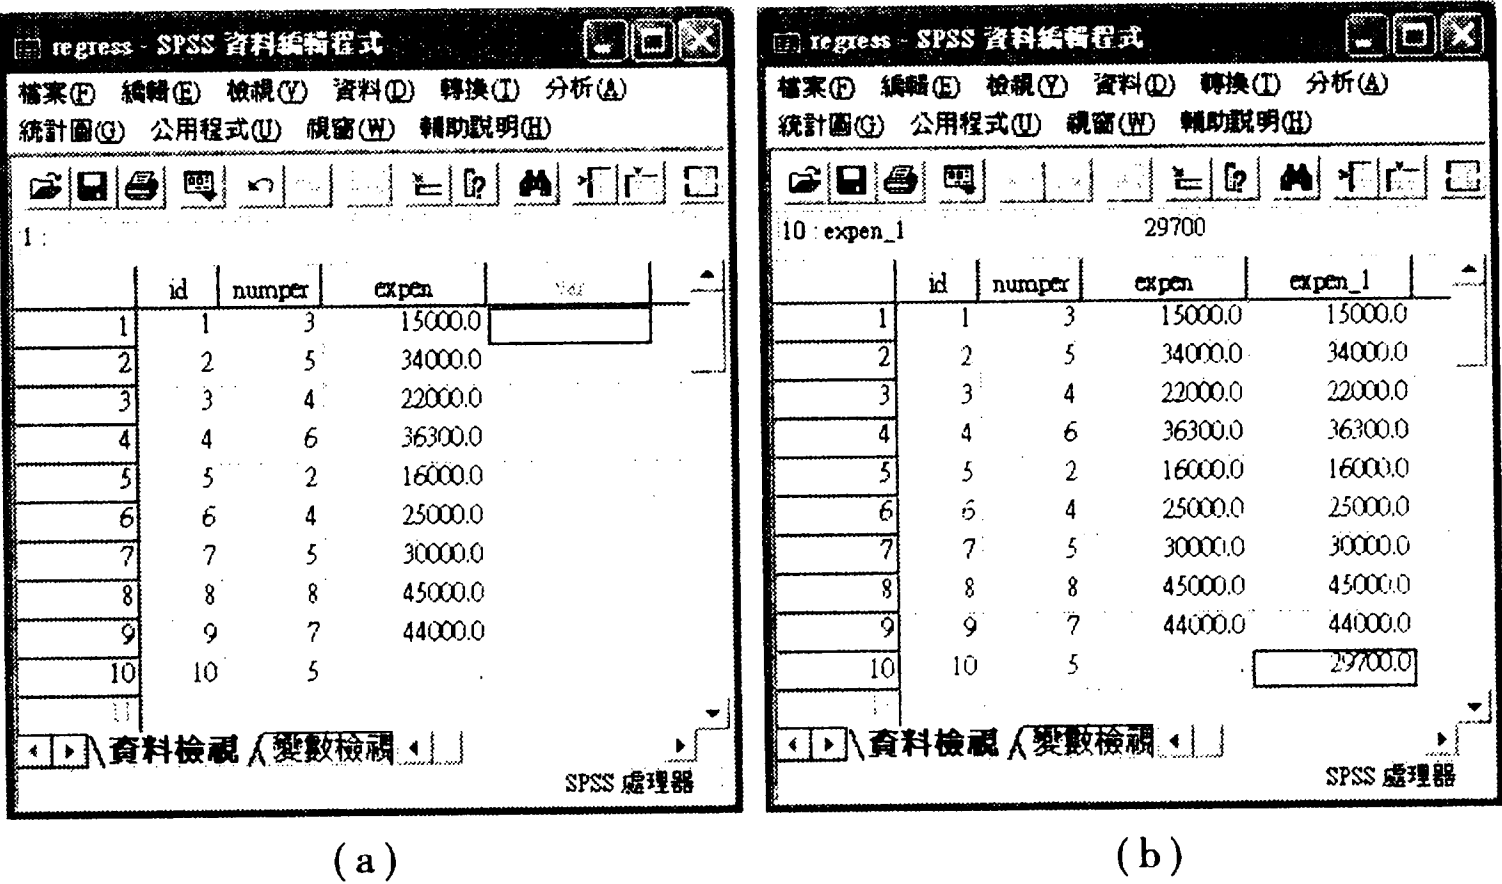 regress - SPSS 資料編輯程式
檔案(F) 編輯(E) 檢視(V) 資料(D) 轉換(T) 分析(A)
統計圖(G) 公用程式(U) 視窗(W) 輔助說明(H)
1 :
id numper expen var
1 1 3 15000.0
2 2 5 34000.0
3 3 4 22000.0
4 4 6 36300.0
5 5 2 16000.0
6 6 4 25000.0
7 7 5 30000.0
8 8 8 45000.0
9 9 7 44000.0
10 10 5 .
11
資料檢視 變數檢視
SPSS 處理器
(a)
regress - SPSS 資料編輯程式
檔案(F) 編輯(E) 檢視(V) 資料(D) 轉換(T) 分析(A)
統計圖(G) 公用程式(U) 視窗(W) 輔助說明(H)
10 : expen_1 29700
id numper expen expen_1
1 1 3 15000.0 15000.0
2 2 5 34000.0 34000.0
3 3 4 22000.0 22000.0
4 4 6 36300.0 36300.0
5 5 2 16000.0 16000.0
6 6 4 25000.0 25000.0
7 7 5 30000.0 30000.0
8 8 8 45000.0 45000.0
9 9 7 44000.0 44000.0
10 10 5 . 29700.0
資料檢視 變數檢視
SPSS 處理器
(b)